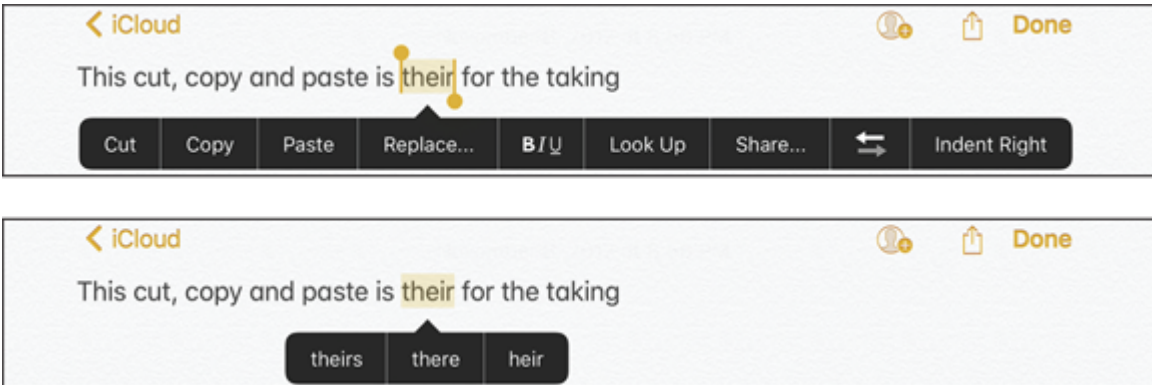 iCloud Done
This cut, copy and paste is their for the taking
Cut Copy Paste Replace... BIU Look Up Share... Indent Right
iCloud Done
This cut, copy and paste is their for the taking
theirs there heir